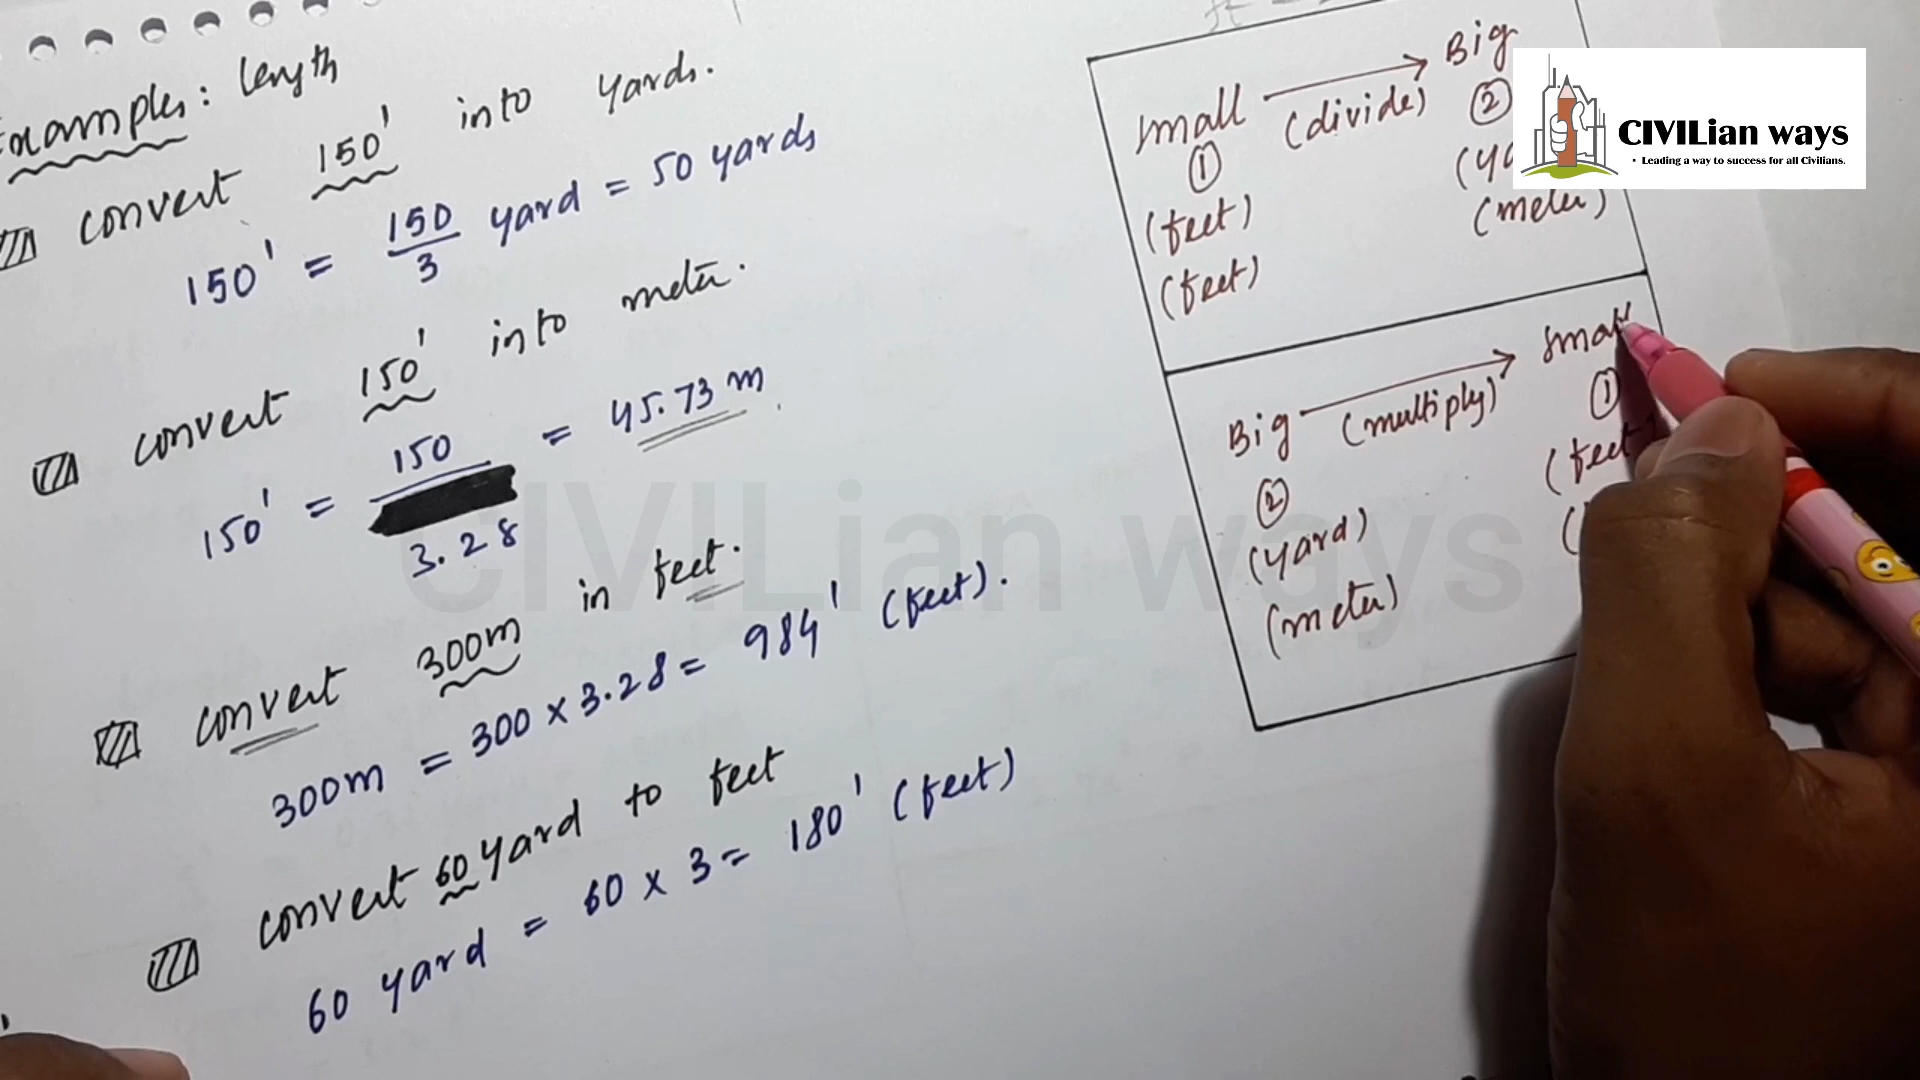 Examples: length
convert 150' into yards.
150' = 150/3 yard = 50 yards
convert 150' into meter.
150' = 150/3.28 = 45.73 m
convert 300m in feet.
300m = 300 x 3.28 = 984' (feet).
convert 60 yard to feet
60 yard = 60 x 3 = 180' (feet)
small (divide) Big
1 2
(feet)
(feet) (meter)
Big (multiply) small
2 1
(yard) (feet
(meter)
CIVILian ways
• Leading a way to success for all Civilians.
CIVILian ways